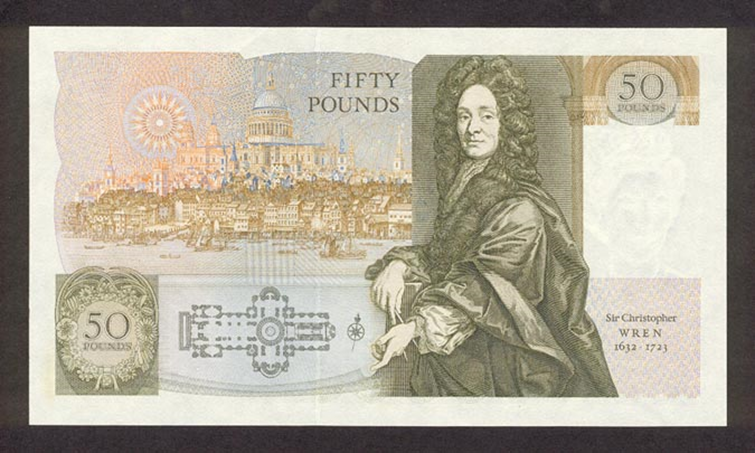 FIFTY
POUNDS
50
POUNDS
50
POUNDS
Sir Christopher
WREN
1632 · 1723